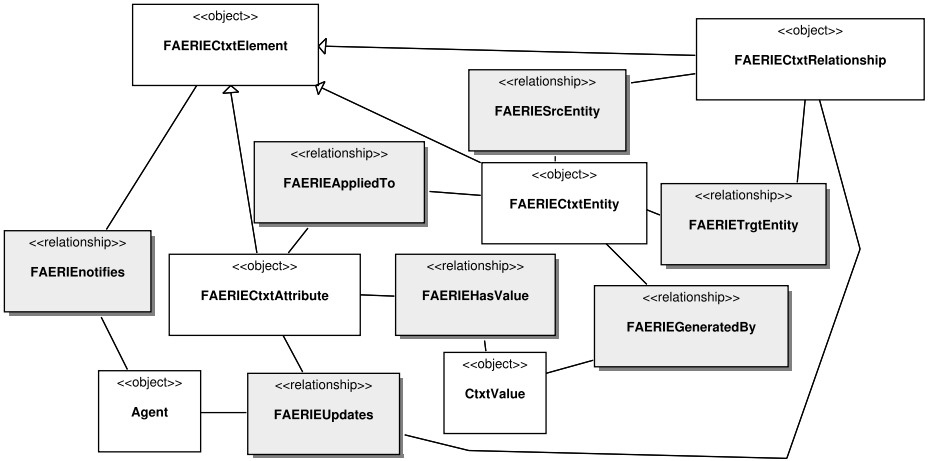 <<object>>
FAERIECtxtElement
<<object>>
FAERIECtxtRelationship
<<relationship>>
FAERIESrcEntity
<<relationship>>
FAERIEAppliedTo
<<object>>
FAERIECtxtEntity
<<relationship>>
FAERIETrgtEntity
<<relationship>>
FAERIEnotifies
<<object>>
FAERIECtxtAttribute
<<relationship>>
FAERIEHasValue
<<relationship>>
FAERIEGeneratedBy
<<object>>
CtxtValue
<<object>>
Agent
<<relationship>>
FAERIEUpdates